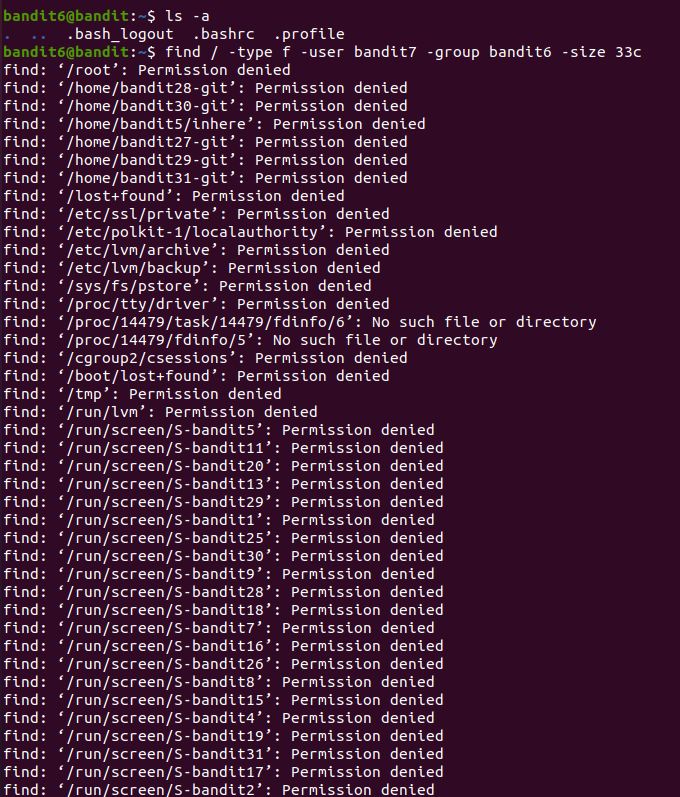 bandit6@bandit:~$ ls -a
.  ..  .bash_logout  .bashrc  .profile
bandit6@bandit:~$ find / -type f -user bandit7 -group bandit6 -size 33c
find: ‘/root’: Permission denied
find: ‘/home/bandit28-git’: Permission denied
find: ‘/home/bandit30-git’: Permission denied
find: ‘/home/bandit5/inhere’: Permission denied
find: ‘/home/bandit27-git’: Permission denied
find: ‘/home/bandit29-git’: Permission denied
find: ‘/home/bandit31-git’: Permission denied
find: ‘/lost+found’: Permission denied
find: ‘/etc/ssl/private’: Permission denied
find: ‘/etc/polkit-1/localauthority’: Permission denied
find: ‘/etc/lvm/archive’: Permission denied
find: ‘/etc/lvm/backup’: Permission denied
find: ‘/sys/fs/pstore’: Permission denied
find: ‘/proc/tty/driver’: Permission denied
find: ‘/proc/14479/task/14479/fdinfo/6’: No such file or directory
find: ‘/proc/14479/fdinfo/5’: No such file or directory
find: ‘/cgroup2/csessions’: Permission denied
find: ‘/boot/lost+found’: Permission denied
find: ‘/tmp’: Permission denied
find: ‘/run/lvm’: Permission denied
find: ‘/run/screen/S-bandit5’: Permission denied
find: ‘/run/screen/S-bandit11’: Permission denied
find: ‘/run/screen/S-bandit20’: Permission denied
find: ‘/run/screen/S-bandit13’: Permission denied
find: ‘/run/screen/S-bandit29’: Permission denied
find: ‘/run/screen/S-bandit1’: Permission denied
find: ‘/run/screen/S-bandit25’: Permission denied
find: ‘/run/screen/S-bandit30’: Permission denied
find: ‘/run/screen/S-bandit9’: Permission denied
find: ‘/run/screen/S-bandit28’: Permission denied
find: ‘/run/screen/S-bandit18’: Permission denied
find: ‘/run/screen/S-bandit7’: Permission denied
find: ‘/run/screen/S-bandit16’: Permission denied
find: ‘/run/screen/S-bandit26’: Permission denied
find: ‘/run/screen/S-bandit8’: Permission denied
find: ‘/run/screen/S-bandit15’: Permission denied
find: ‘/run/screen/S-bandit4’: Permission denied
find: ‘/run/screen/S-bandit19’: Permission denied
find: ‘/run/screen/S-bandit31’: Permission denied
find: ‘/run/screen/S-bandit17’: Permission denied
find: ‘/run/screen/S-bandit2’: Permission denied